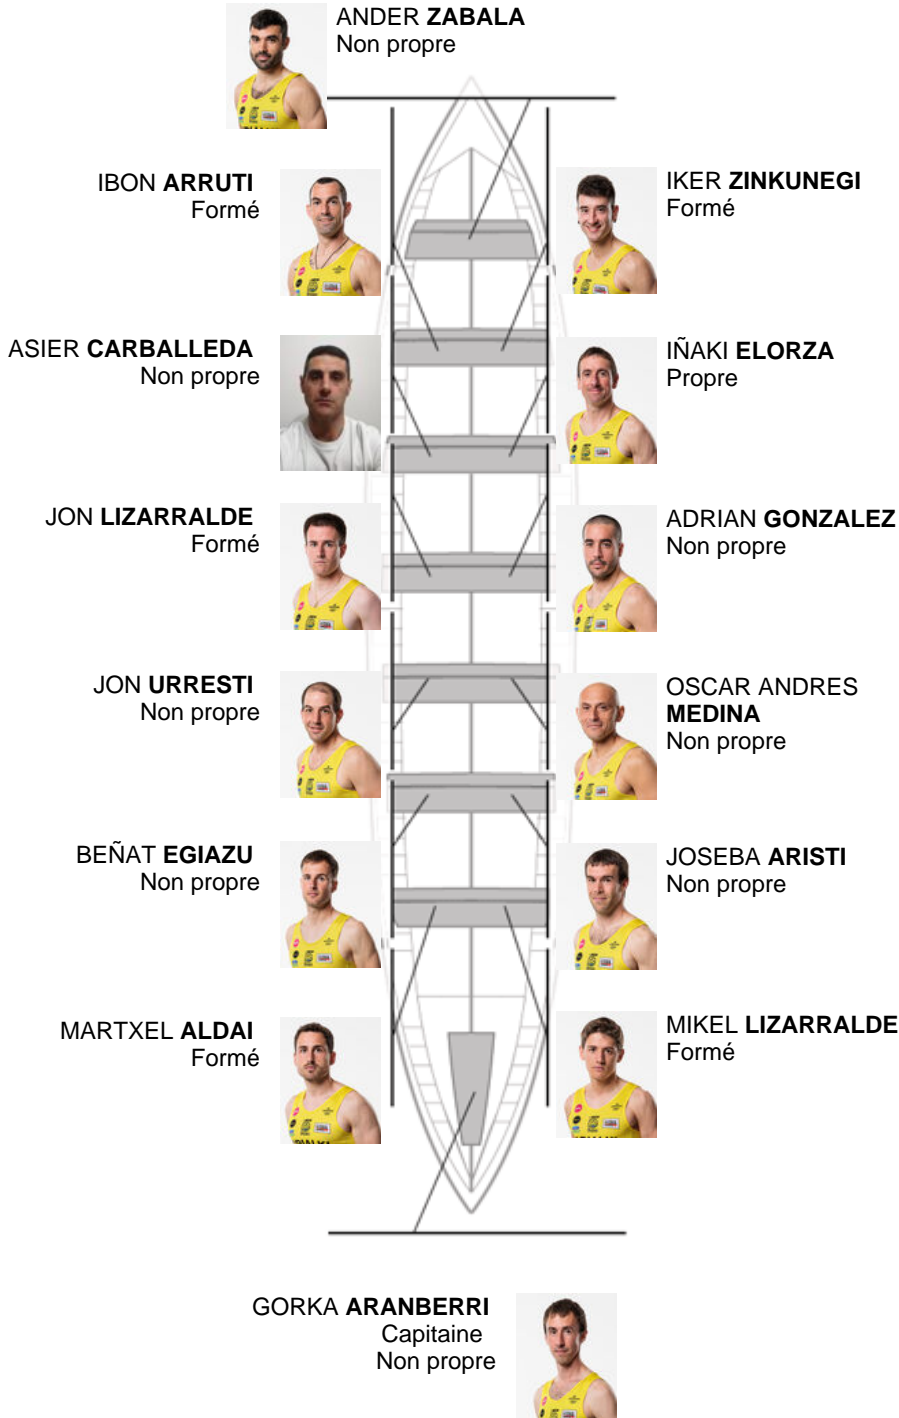 ANDER ZABALA
Non propre
IBON ARRUTI
Formé
IKER ZINKUNEGI
Formé
ASIER CARBALLEDA
Non propre
IÑAKI ELORZA
Propre
JON LIZARRALDE
Formé
ADRIAN GONZALEZ
Non propre
JON URRESTI
Non propre
OSCAR ANDRES
MEDINA
Non propre
BEÑAT EGIAZU
Non propre
JOSEBA ARISTI
Non propre
MARTXEL ALDAI
Formé
MIKEL LIZARRALDE
Formé
GORKA ARANBERRI
Capitaine
Non propre